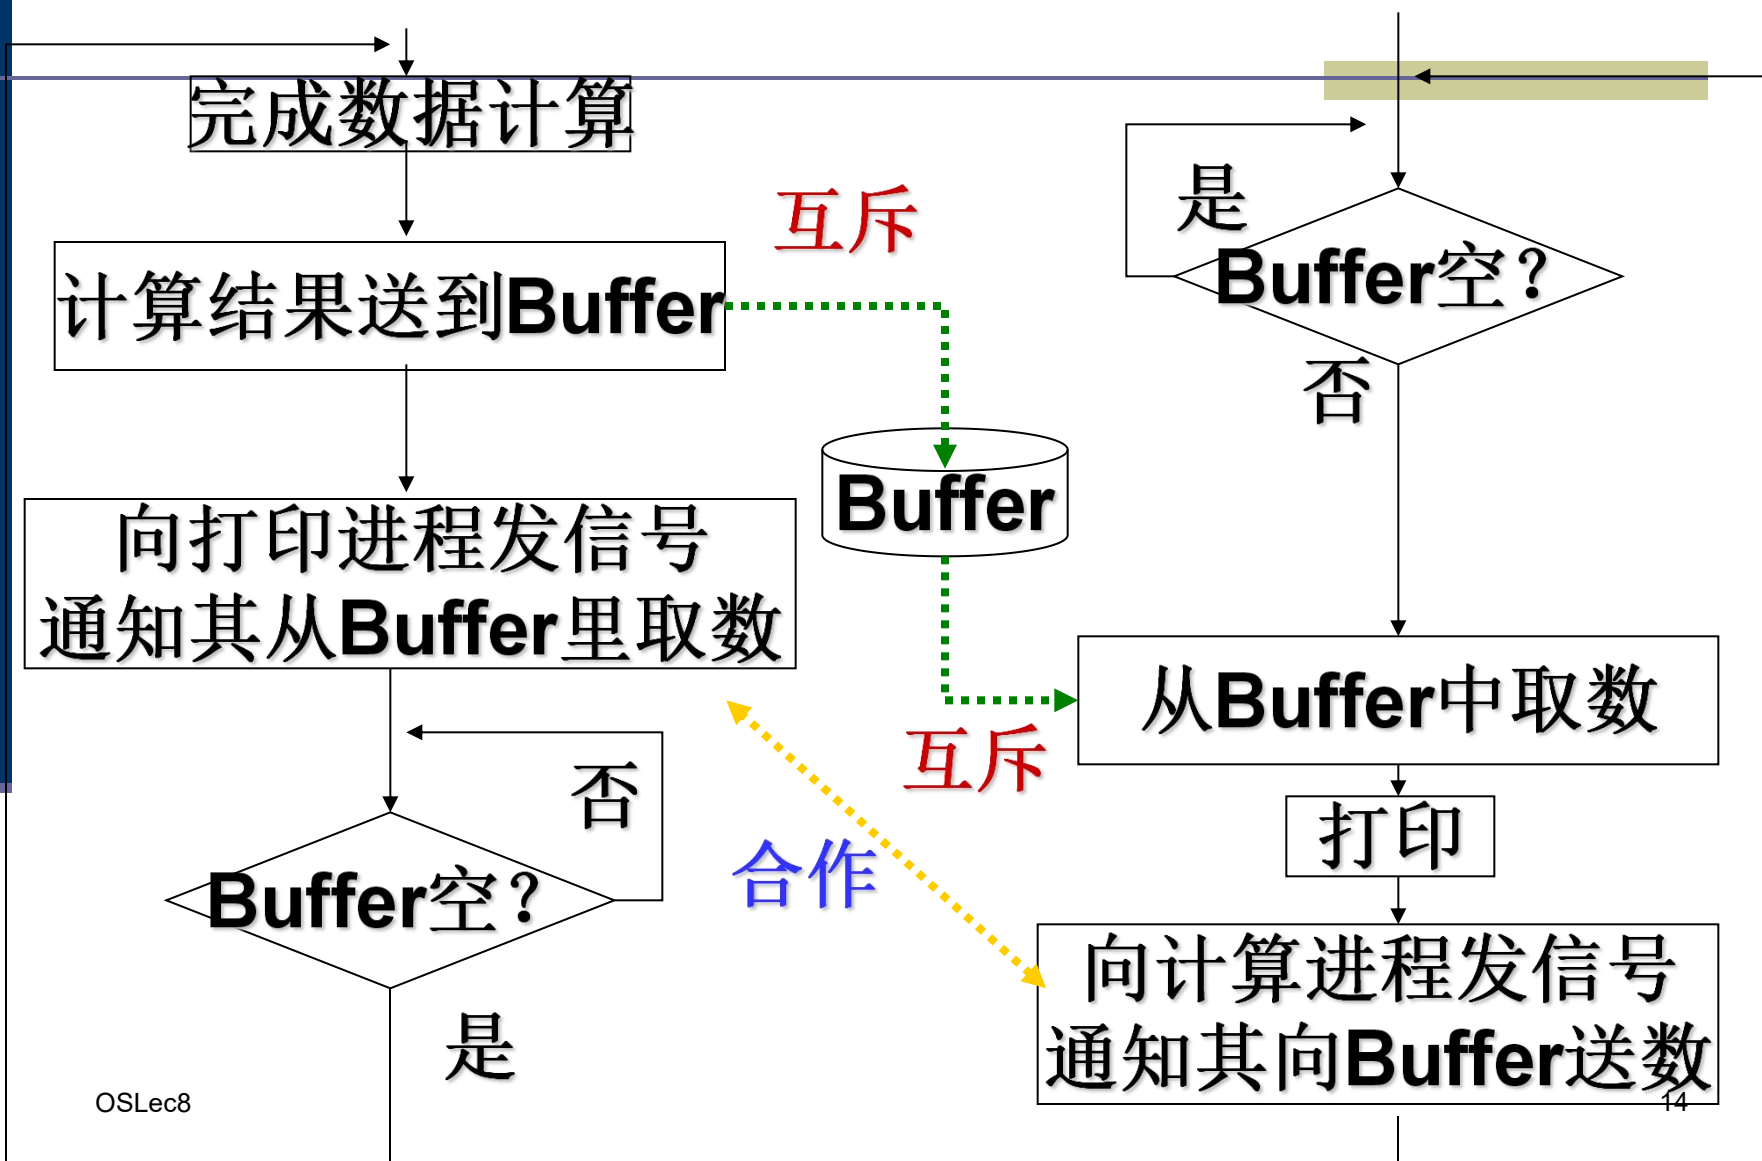 完成数据计算
计算结果送到Buffer
向打印进程发信号
通知其从Buffer里取数
否
Buffer空?
是
互斥
Buffer
互斥
合作
是
Buffer空?
否
从Buffer中取数
打印
向计算进程发信号
通知其向Buffer送数
OSLec8
14